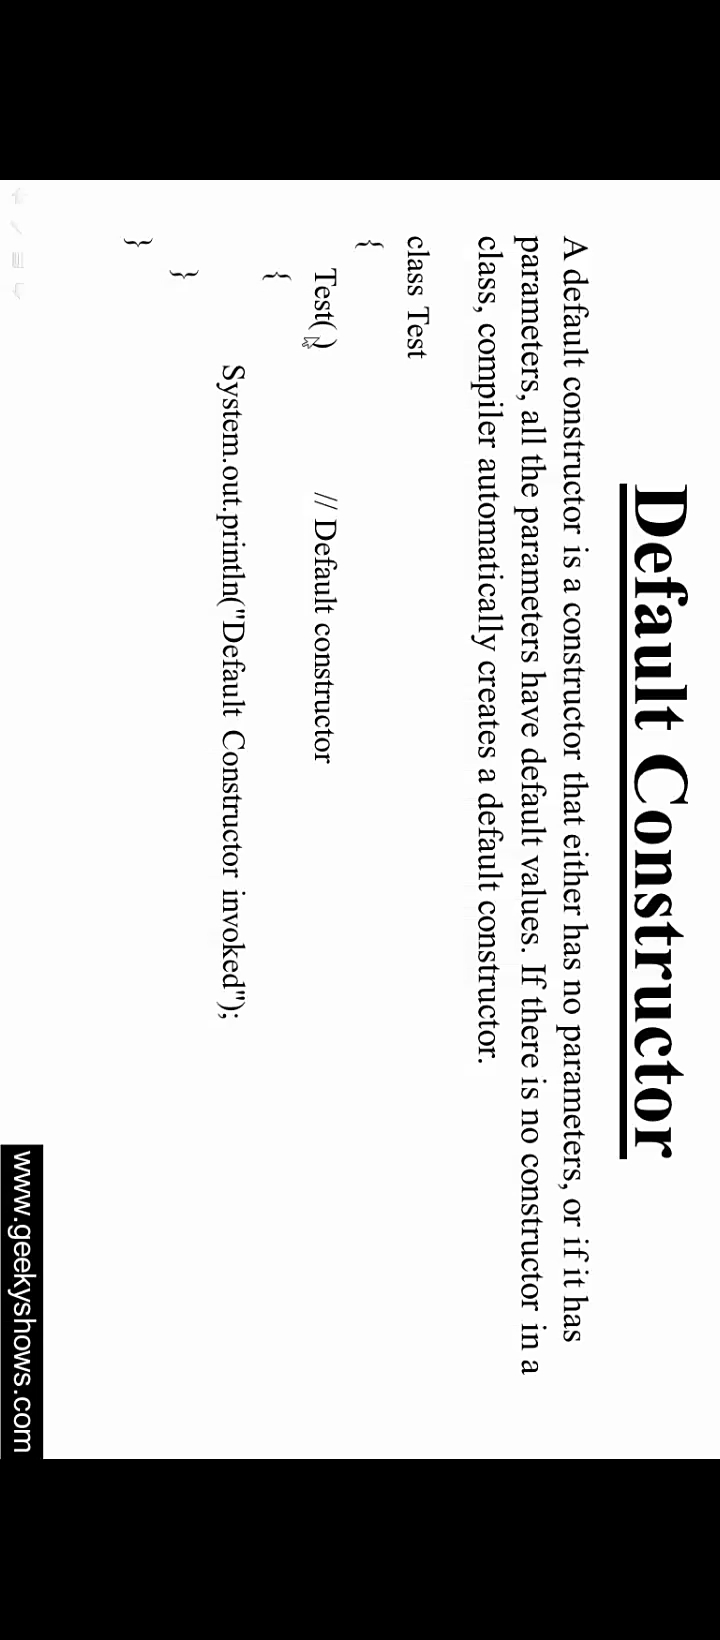 Default Constructor
A default constructor is a constructor that either has no parameters, or if it has
parameters, all the parameters have default values. If there is no constructor in a
class, compiler automatically creates a default constructor.
class Test
{
Test( ) // Default constructor
{
System.out.println("Default Constructor invoked");
}
}
www.geekyshows.com